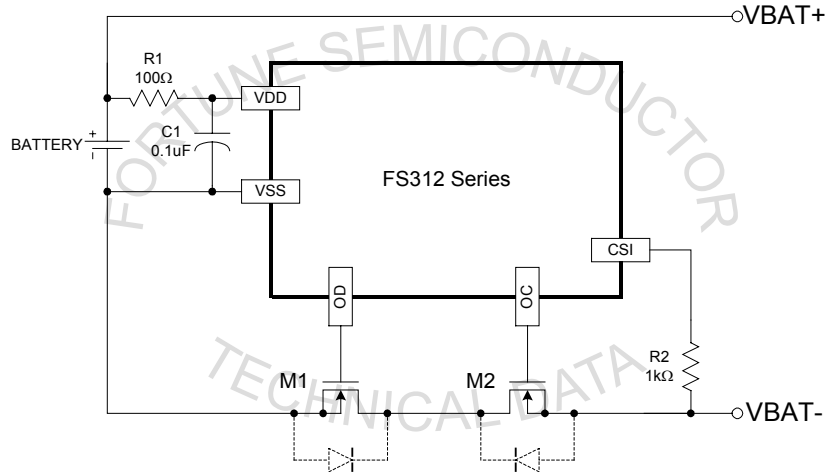 VBAT+
R1
100Ω
VDD
C1
0.1uF
+
BATTERY
-
VSS
FS312 Series
CSI
OD
OC
R2
1kΩ
M1
M2
VBAT-
FORTUNE SEMICONDUCTOR
TECHNICAL DATA